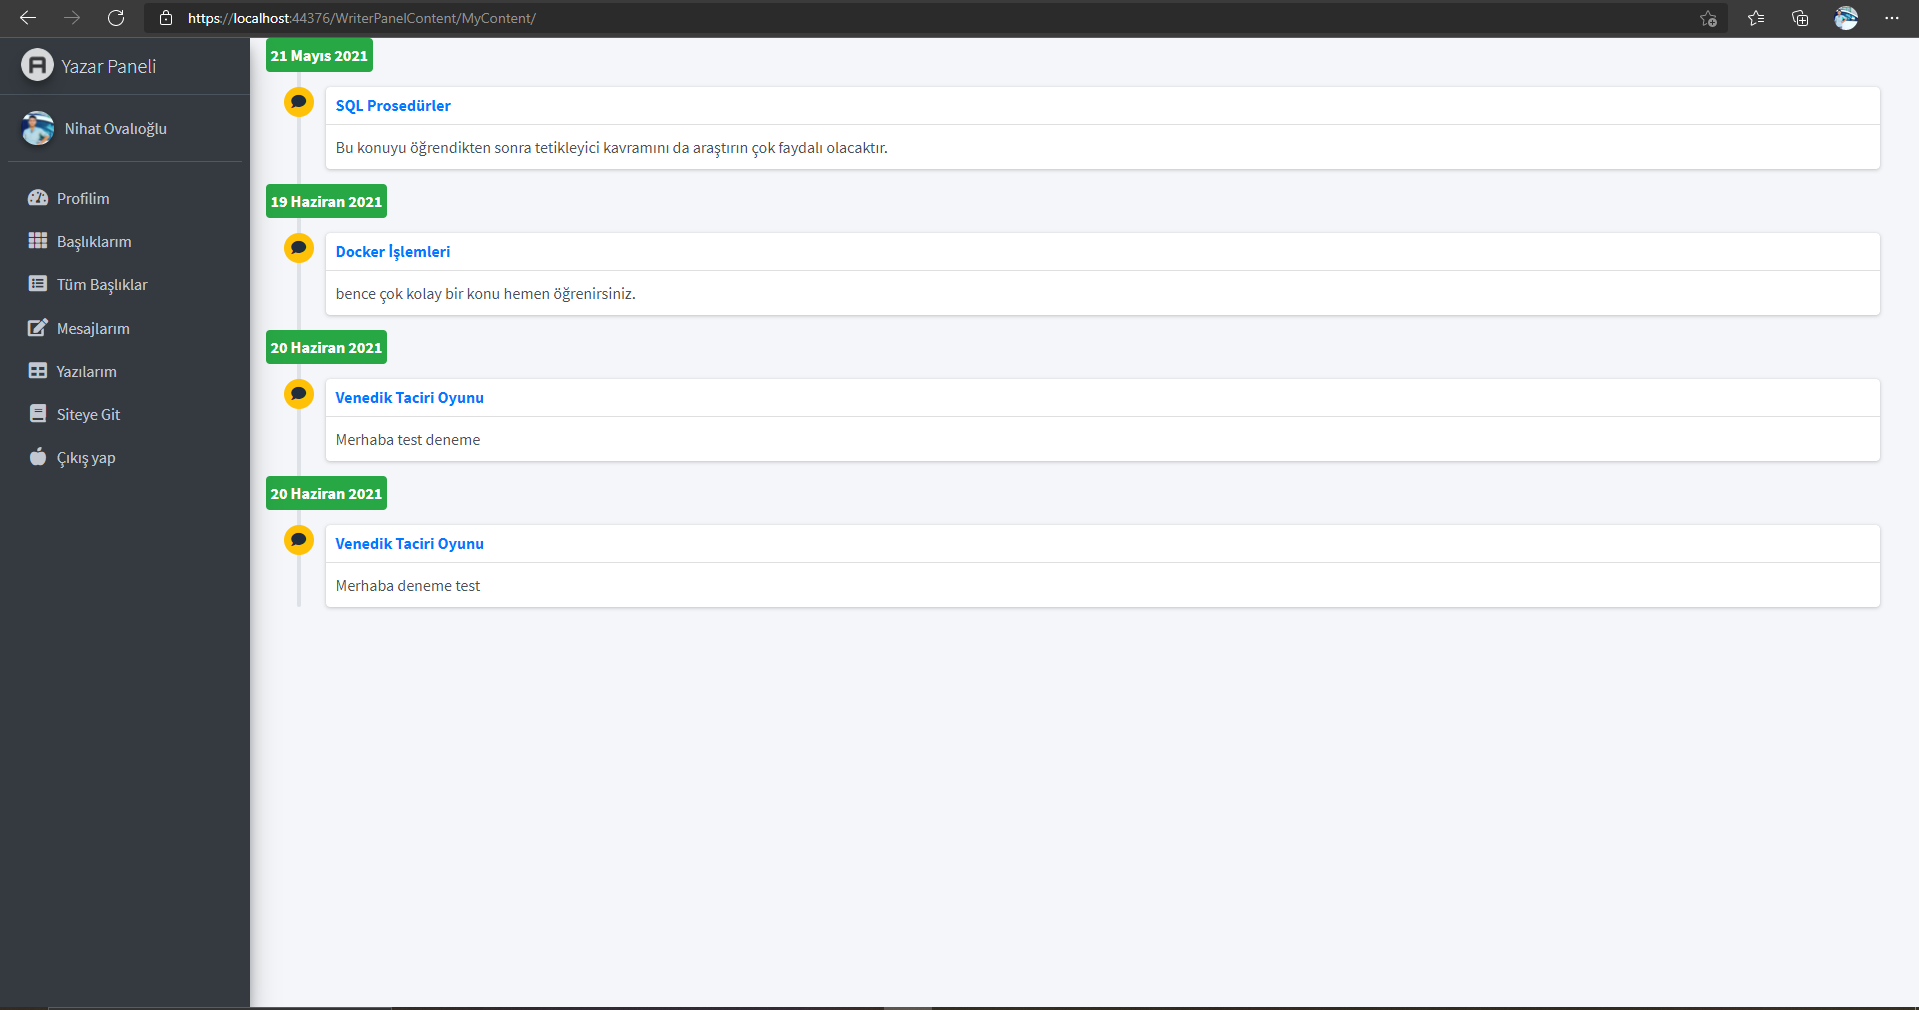 https://localhost:44376/WriterPanelContent/MyContent/
Yazar Paneli
Nihat Ovalıoğlu
Profilim
Başlıklarım
Tüm Başlıklar
Mesajlarım
Yazılarım
Siteye Git
Çıkış yap
21 Mayıs 2021
SQL Prosedürler
Bu konuyu öğrendikten sonra tetikleyici kavramını da araştırın çok faydalı olacaktır.
19 Haziran 2021
Docker İşlemleri
bence çok kolay bir konu hemen öğrenirsiniz.
20 Haziran 2021
Venedik Taciri Oyunu
Merhaba test deneme
20 Haziran 2021
Venedik Taciri Oyunu
Merhaba deneme test